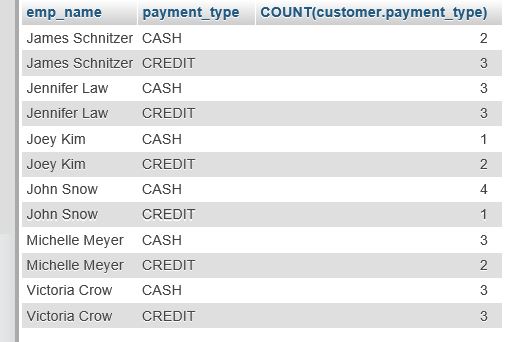 emp_name payment_type COUNT(customer.payment_type)
James Schnitzer CASH 2
James Schnitzer CREDIT 3
Jennifer Law CASH 3
Jennifer Law CREDIT 3
Joey Kim CASH 1
Joey Kim CREDIT 2
John Snow CASH 4
John Snow CREDIT 1
Michelle Meyer CASH 3
Michelle Meyer CREDIT 2
Victoria Crow CASH 3
Victoria Crow CREDIT 3